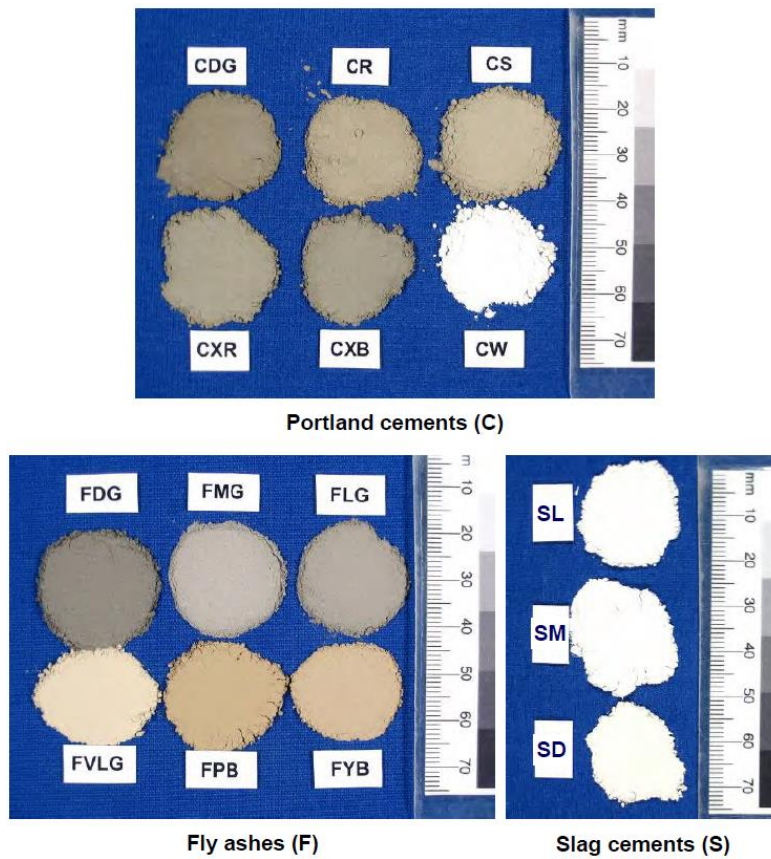 CDG CR CS
mm
10
20
30
40
50
60
70
CXR CXB CW
Portland cements (C)
FDG FMG FLG
m
10
20
30
40
50
60
70
FVLG FPB FYB
Fly ashes (F)
mm
10
20
30
40
50
60
70
SL
SM
SD
Slag cements (S)